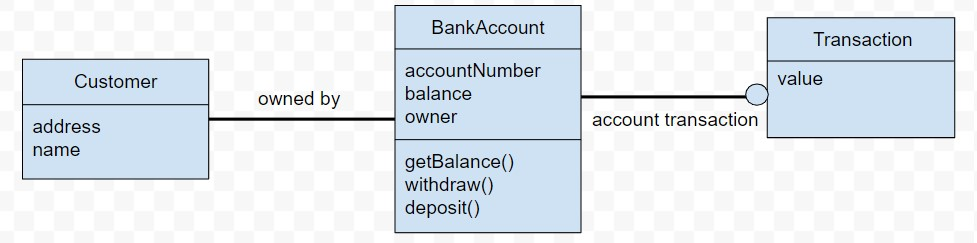 Customer
address
name
owned by
BankAccount
accountNumber
balance
owner
getBalance()
withdraw()
deposit()
account transaction
Transaction
value